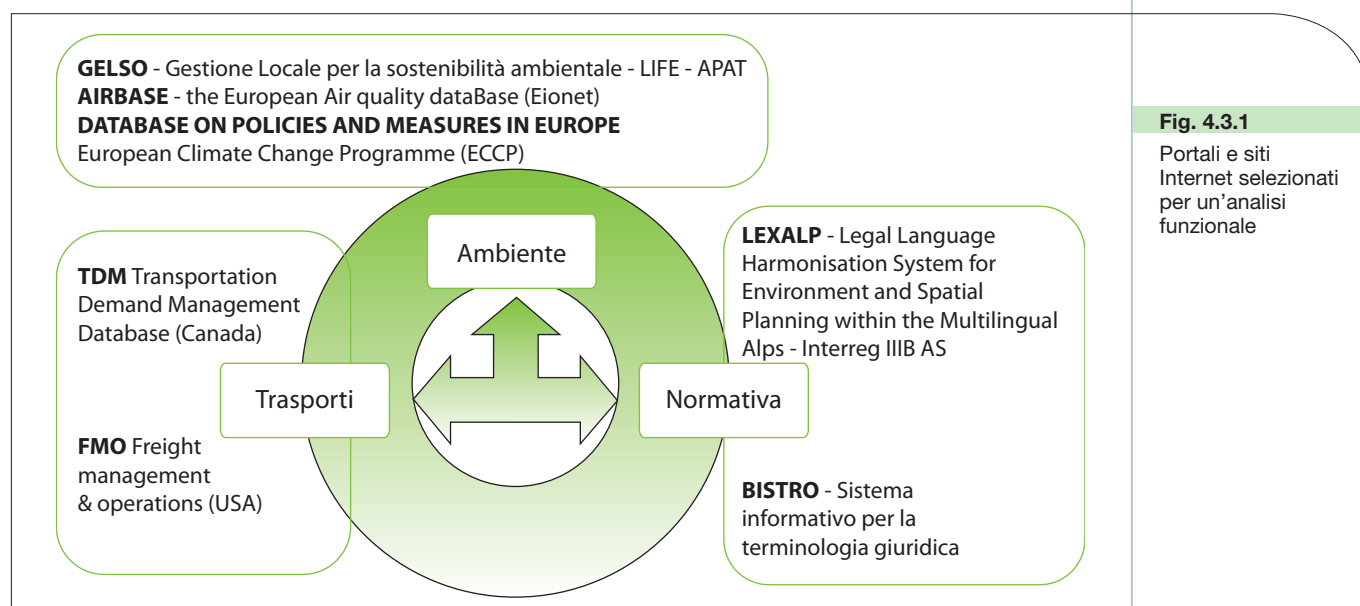 GELSO - Gestione Locale per la sostenibilità ambientale - LIFE - APAT
AIRBASE - the European Air quality dataBase (Eionet)
DATABASE ON POLICIES AND MEASURES IN EUROPE
European Climate Change Programme (ECCP)
Ambiente
TDM Transportation
Demand Management
Database (Canada)
Trasporti
FMO Freight
management
& operations (USA)
LEXALP - Legal Language
Harmonisation System for
Environment and Spatial
Planning within the Multilingual
Alps - Interreg IIIB AS
Normativa
BISTRO - Sistema
informativo per la
terminologia giuridica
Fig. 4.3.1
Portali e siti
Internet selezionati
per un’analisi
funzionale